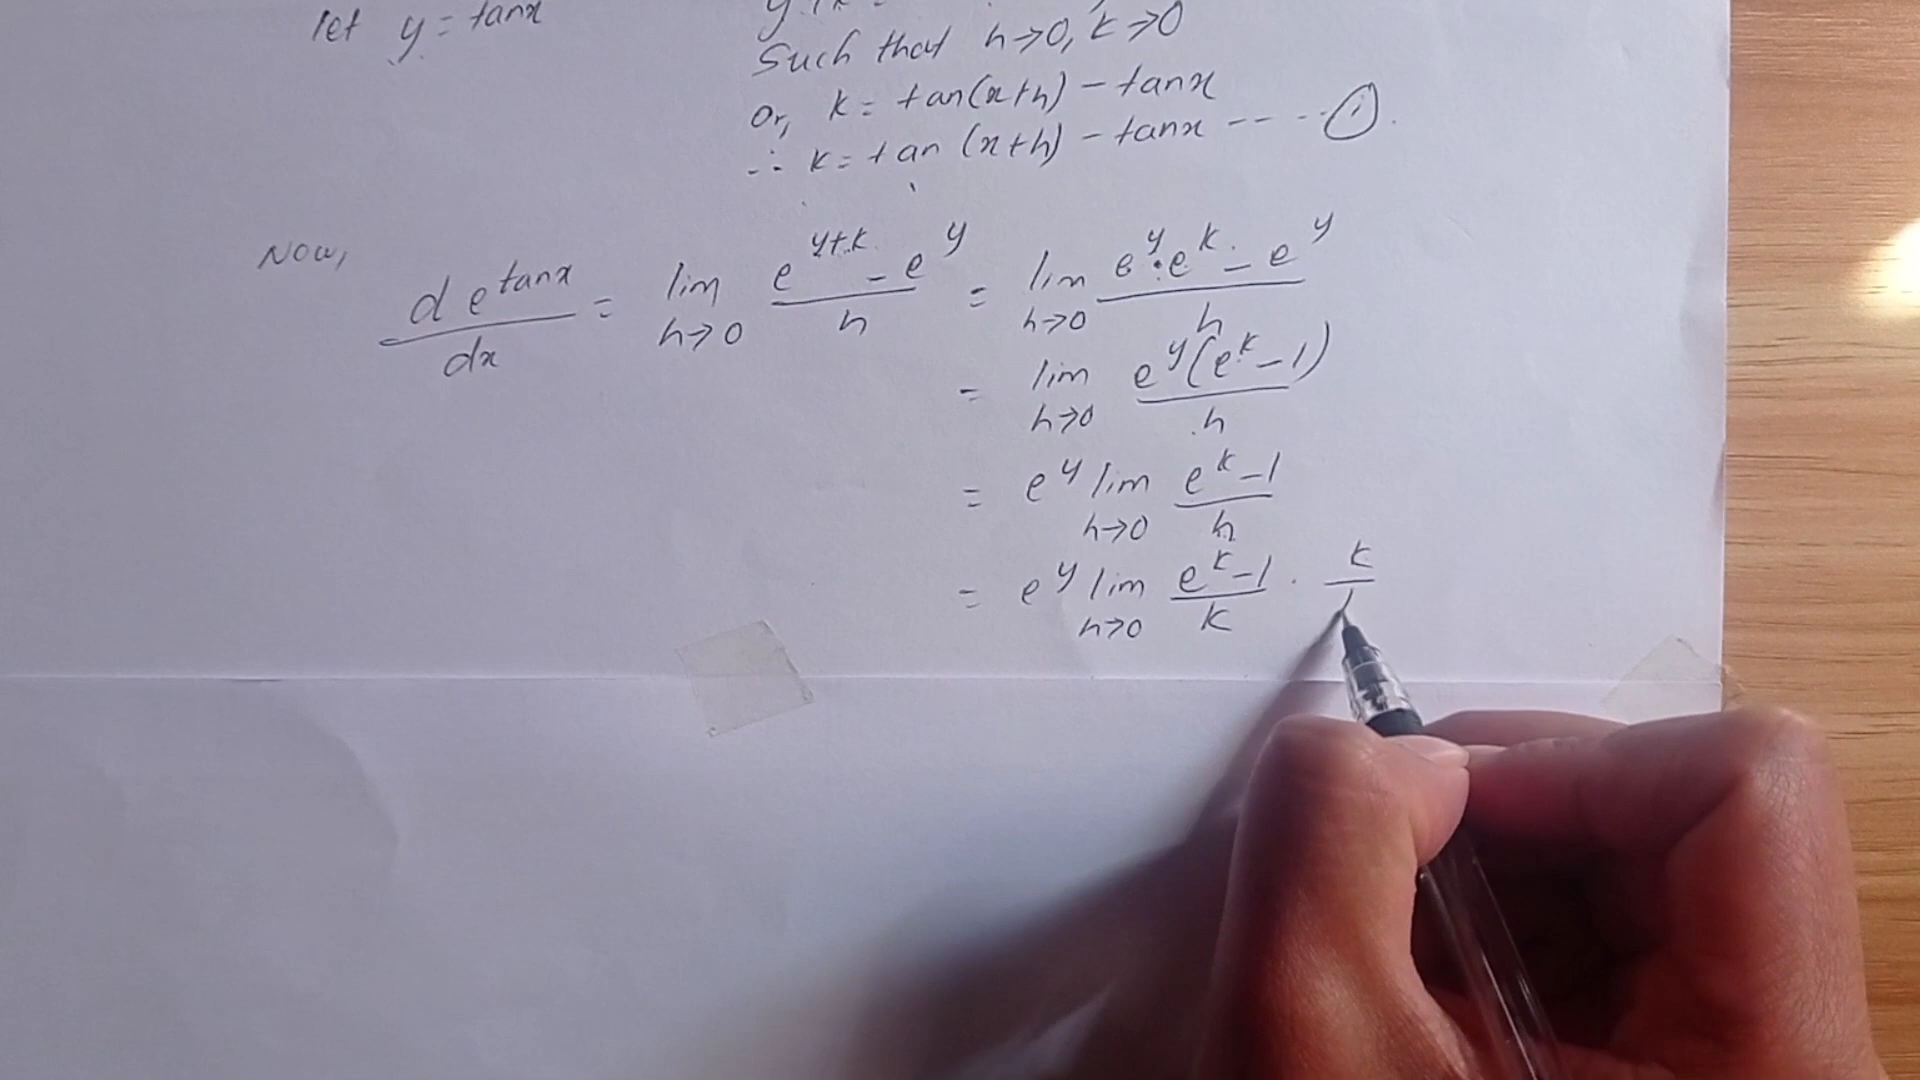 let y = tanx
Such that h→0, k→0
or, k = tan(x+h) - tanx
∴ k = tan (x+h) - tanx ----- ①
Now,
d e^tanx / dx = lim h→0 (e^y+k - e^y) / h = lim h→0 (e^y . e^k - e^y) / h
= lim h→0 e^y (e^k - 1) / h
= e^y lim h→0 (e^k - 1) / h
= e^y lim h→0 (e^k - 1) / k . k /